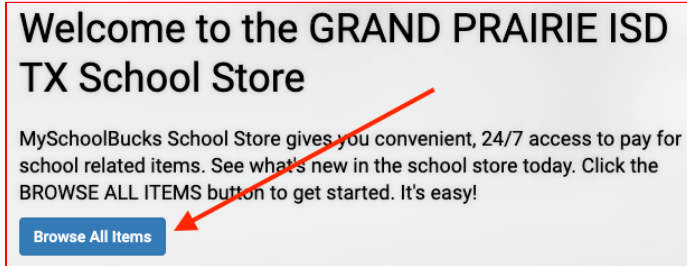 Welcome to the GRAND PRAIRIE ISD
TX School Store
MySchoolBucks School Store gives you convenient, 24/7 access to pay for
school related items. See what's new in the school store today. Click the
BROWSE ALL ITEMS button to get started. It's easy!
Browse All Items